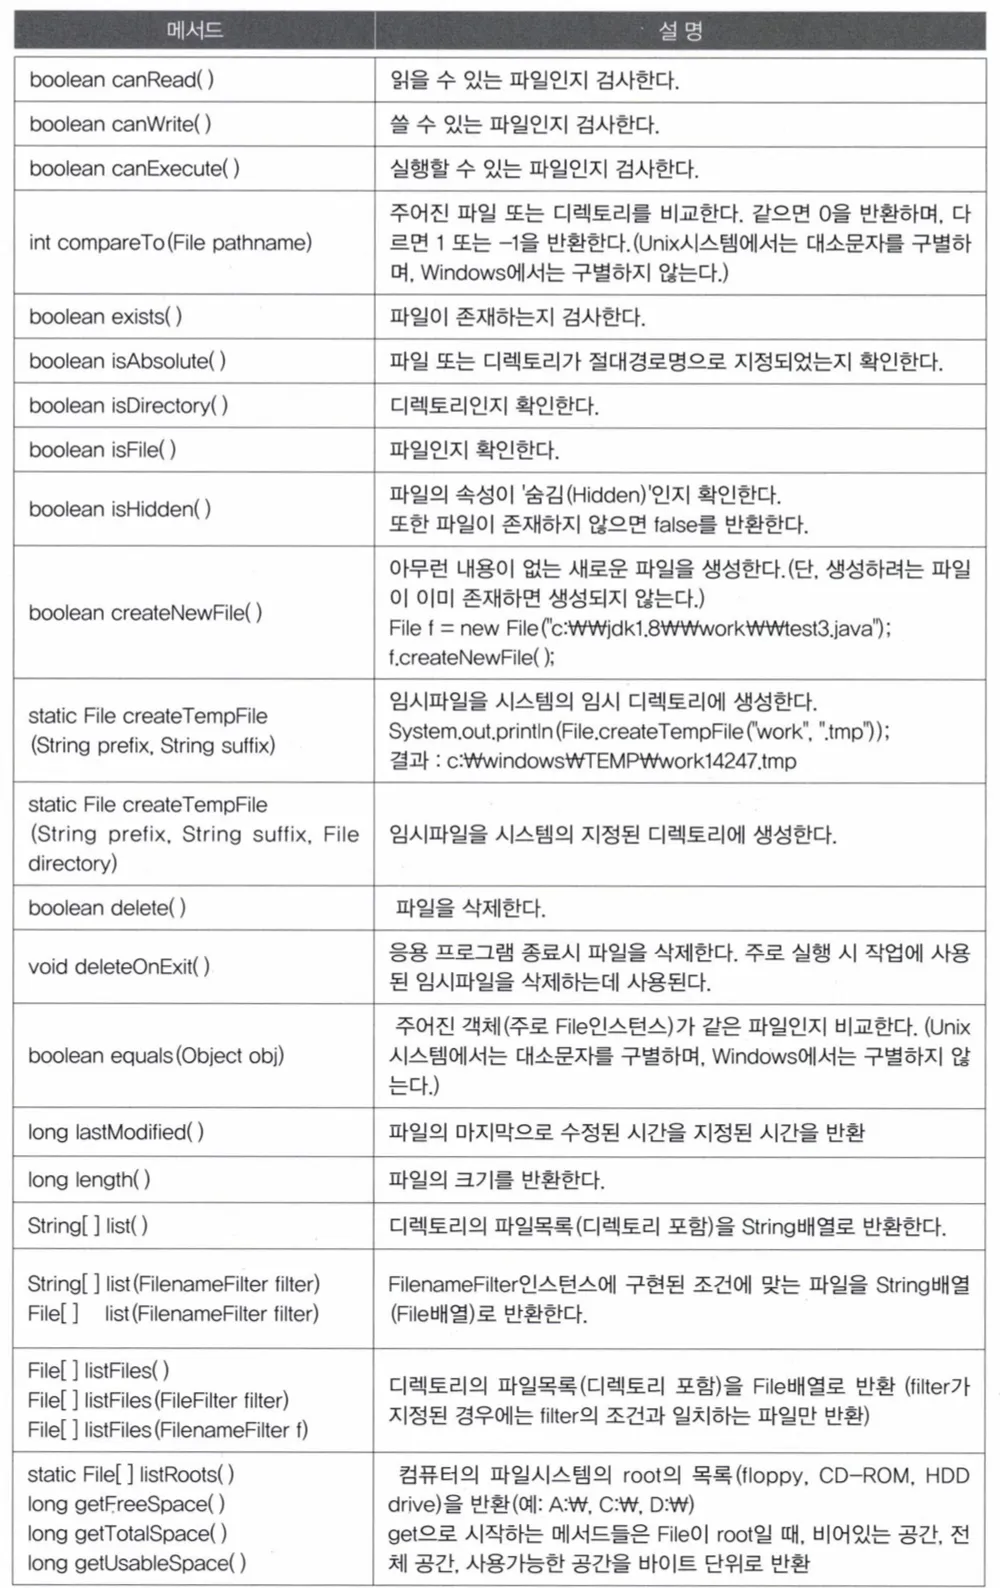 메서드
설 명
boolean canRead( )
읽을 수 있는 파일인지 검사한다.
boolean canWrite( )
쓸 수 있는 파일인지 검사한다.
boolean canExecute( )
실행할 수 있는 파일인지 검사한다.
int compareTo(File pathname)
주어진 파일 또는 디렉토리를 비교한다. 같으면 0을 반환하며, 다
르면 1 또는 -1을 반환한다.(Unix시스템에서는 대소문자를 구별하
며, Windows에서는 구별하지 않는다.)
boolean exists( )
파일이 존재하는지 검사한다.
boolean isAbsolute( )
파일 또는 디렉토리가 절대경로명으로 지정되었는지 확인한다.
boolean isDirectory( )
디렉토리인지 확인한다.
boolean isFile( )
파일인지 확인한다.
boolean isHidden( )
파일의 속성이 '숨김(Hidden)'인지 확인한다.
또한 파일이 존재하지 않으면 false를 반환한다.
boolean createNewFile( )
아무런 내용이 없는 새로운 파일을 생성한다.(단, 생성하려는 파일
이 이미 존재하면 생성되지 않는다.)
File f = new File("c:₩₩jdk1.8₩₩work₩₩test3.java");
f.createNewFile( );
static File createTempFile
(String prefix, String suffix)
임시파일을 시스템의 임시 디렉토리에 생성한다.
System.out.println(File.createTempFile("work", ".tmp"));
결과 : c:₩windows₩TEMP₩work14247.tmp
static File createTempFile
(String prefix, String suffix, File
directory)
임시파일을 시스템의 지정된 디렉토리에 생성한다.
boolean delete( )
파일을 삭제한다.
void deleteOnExit( )
응용 프로그램 종료시 파일을 삭제한다. 주로 실행 시 작업에 사용
된 임시파일을 삭제하는데 사용된다.
boolean equals(Object obj)
주어진 객체(주로 File인스턴스)가 같은 파일인지 비교한다. (Unix
시스템에서는 대소문자를 구별하며, Windows에서는 구별하지 않
는다.)
long lastModified( )
파일의 마지막으로 수정된 시간을 지정된 시간을 반환
long length( )
파일의 크기를 반환한다.
String[ ] list( )
디렉토리의 파일목록(디렉토리 포함)을 String배열로 반환한다.
String[ ] list(FilenameFilter filter)
File[ ] list(FilenameFilter filter)
FilenameFilter인스턴스에 구현된 조건에 맞는 파일을 String배열
(File배열)로 반환한다.
File[ ] listFiles( )
File[ ] listFiles(FileFilter filter)
File[ ] listFiles(FilenameFilter f)
디렉토리의 파일목록(디렉토리 포함)을 File배열로 반환 (filter가
지정된 경우에는 filter의 조건과 일치하는 파일만 반환)
static File[ ] listRoots( )
long getFreeSpace( )
long getTotalSpace( )
long getUsableSpace( )
컴퓨터의 파일시스템의 root의 목록(floppy, CD-ROM, HDD
drive)을 반환(예: A:₩, C:₩, D:₩)
get으로 시작하는 메서드들은 File이 root일 때, 비어있는 공간, 전
체 공간, 사용가능한 공간을 바이트 단위로 반환